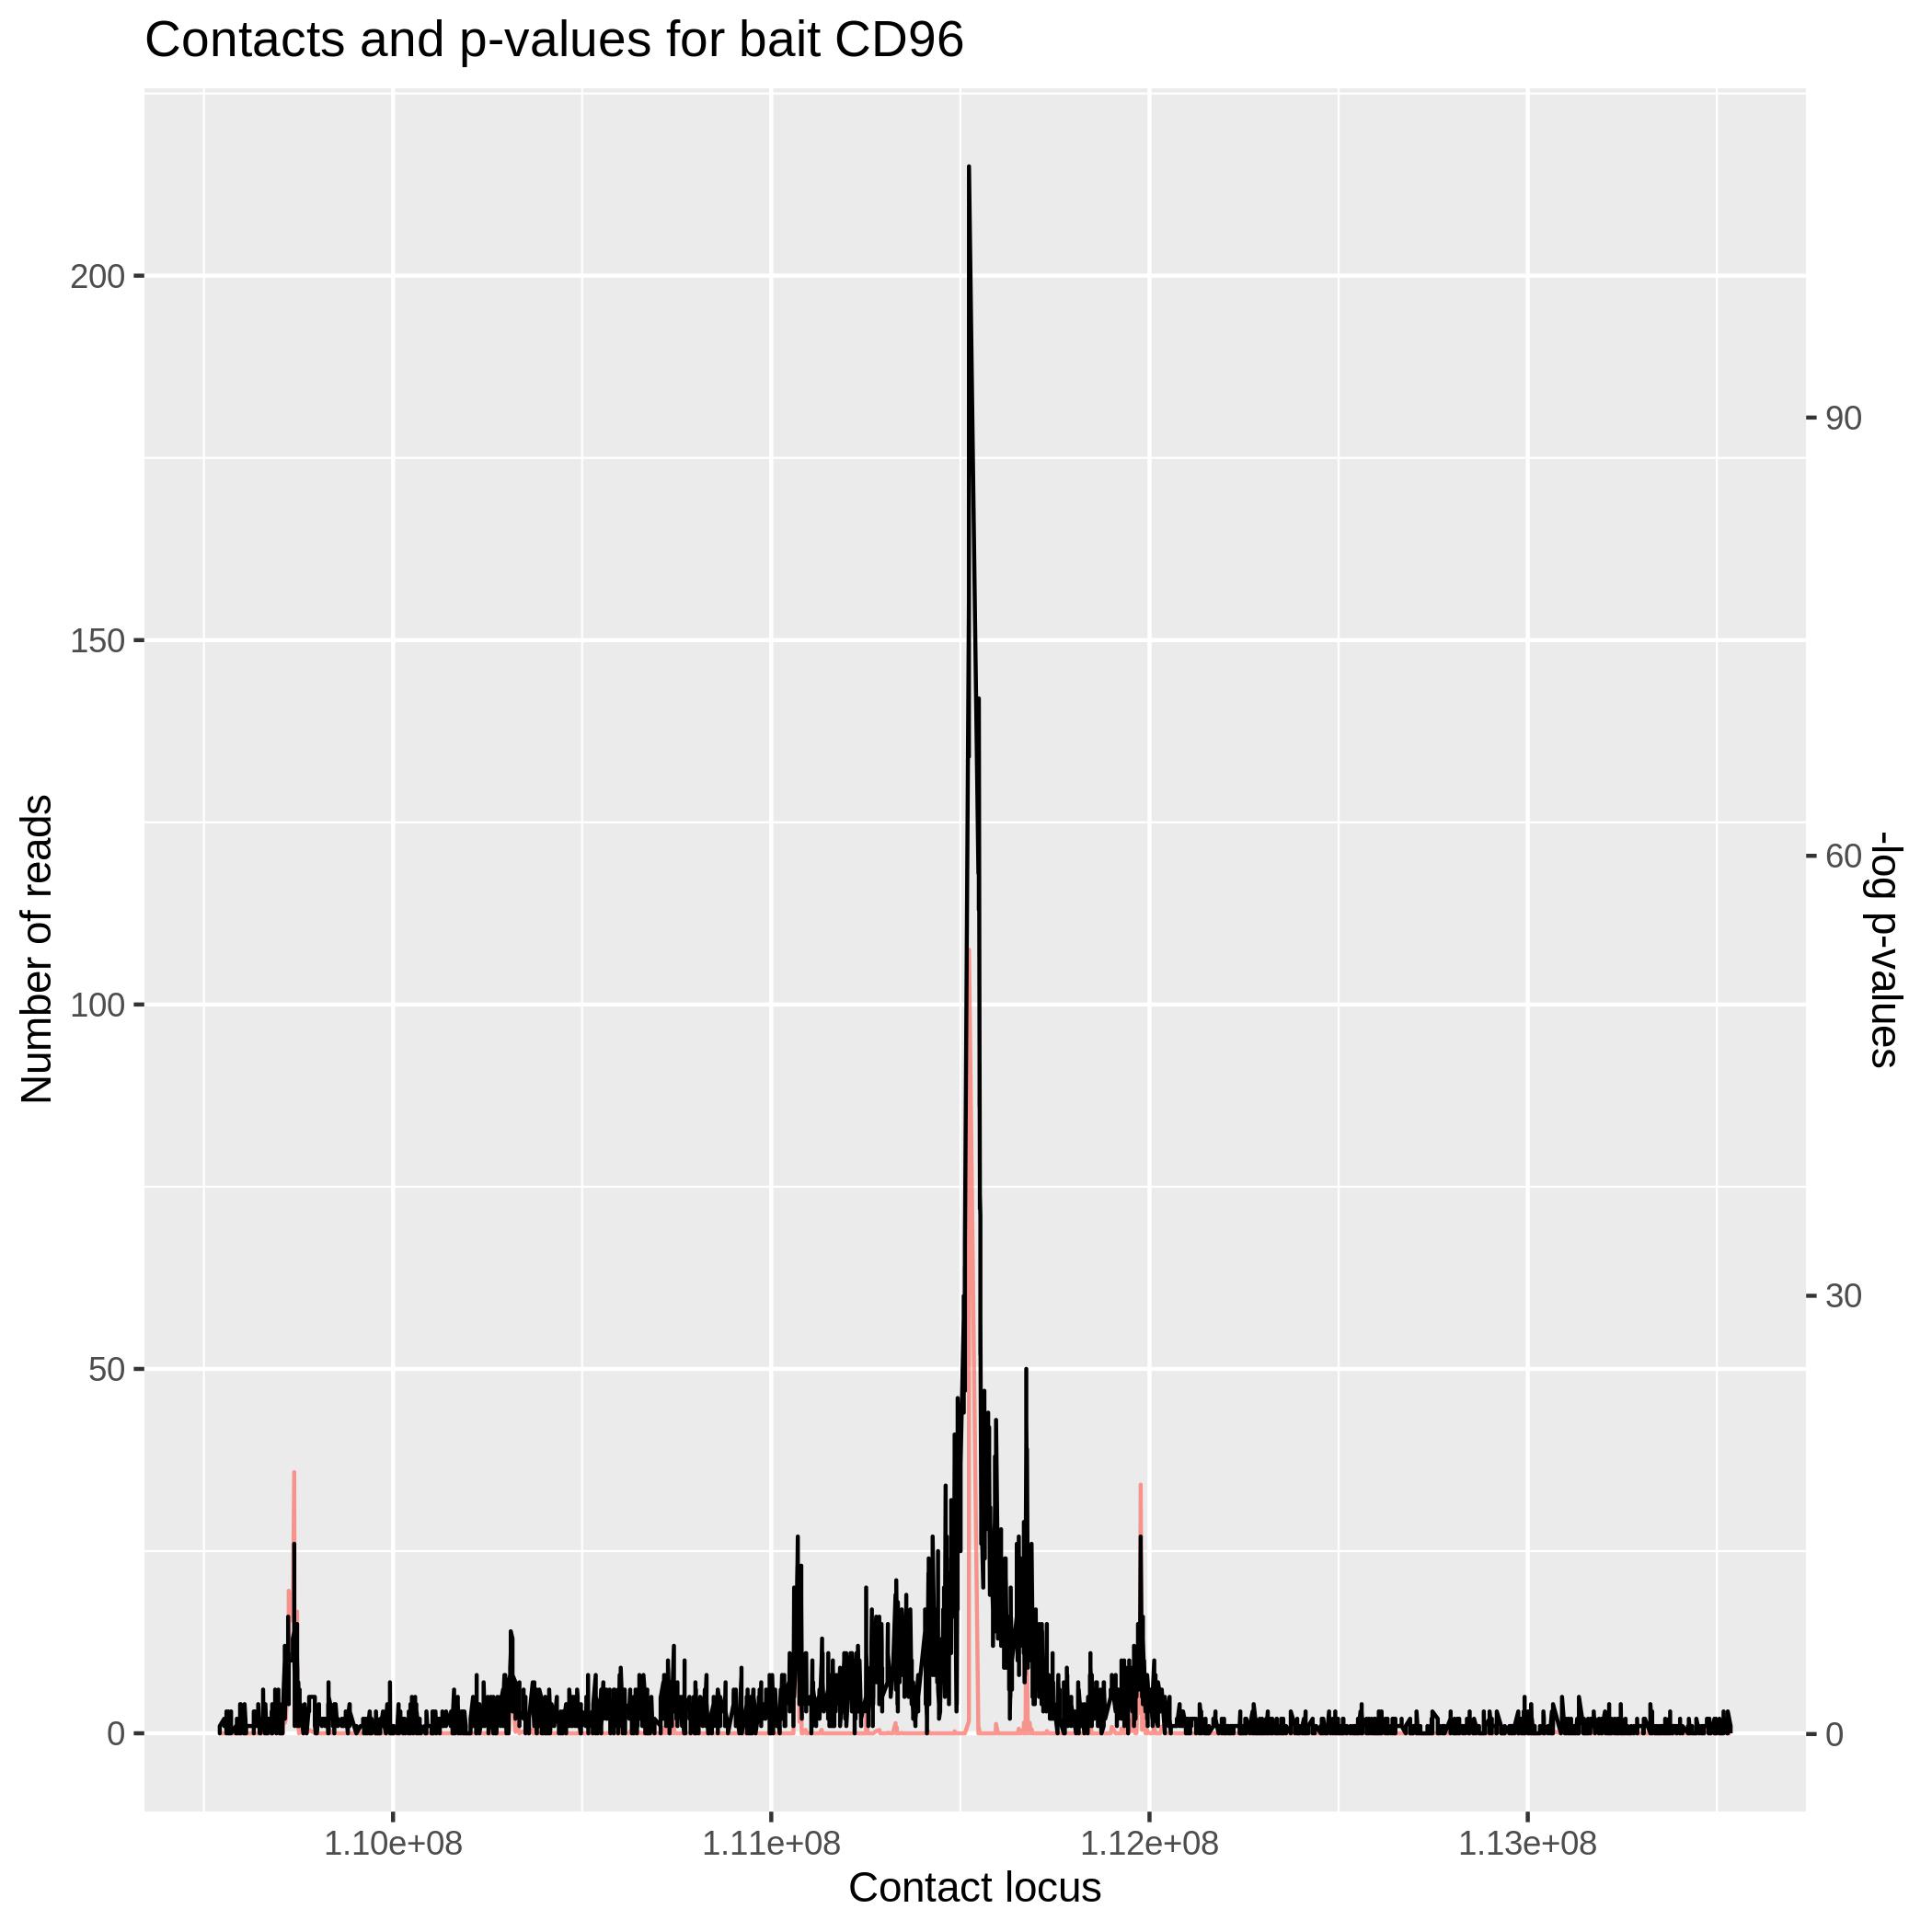 Contacts and p-values for bait CD96
Number of reads
200
150
100
50
0
90
60
30
0
-log p-values
1.10e+08 1.11e+08 1.12e+08 1.13e+08
Contact locus